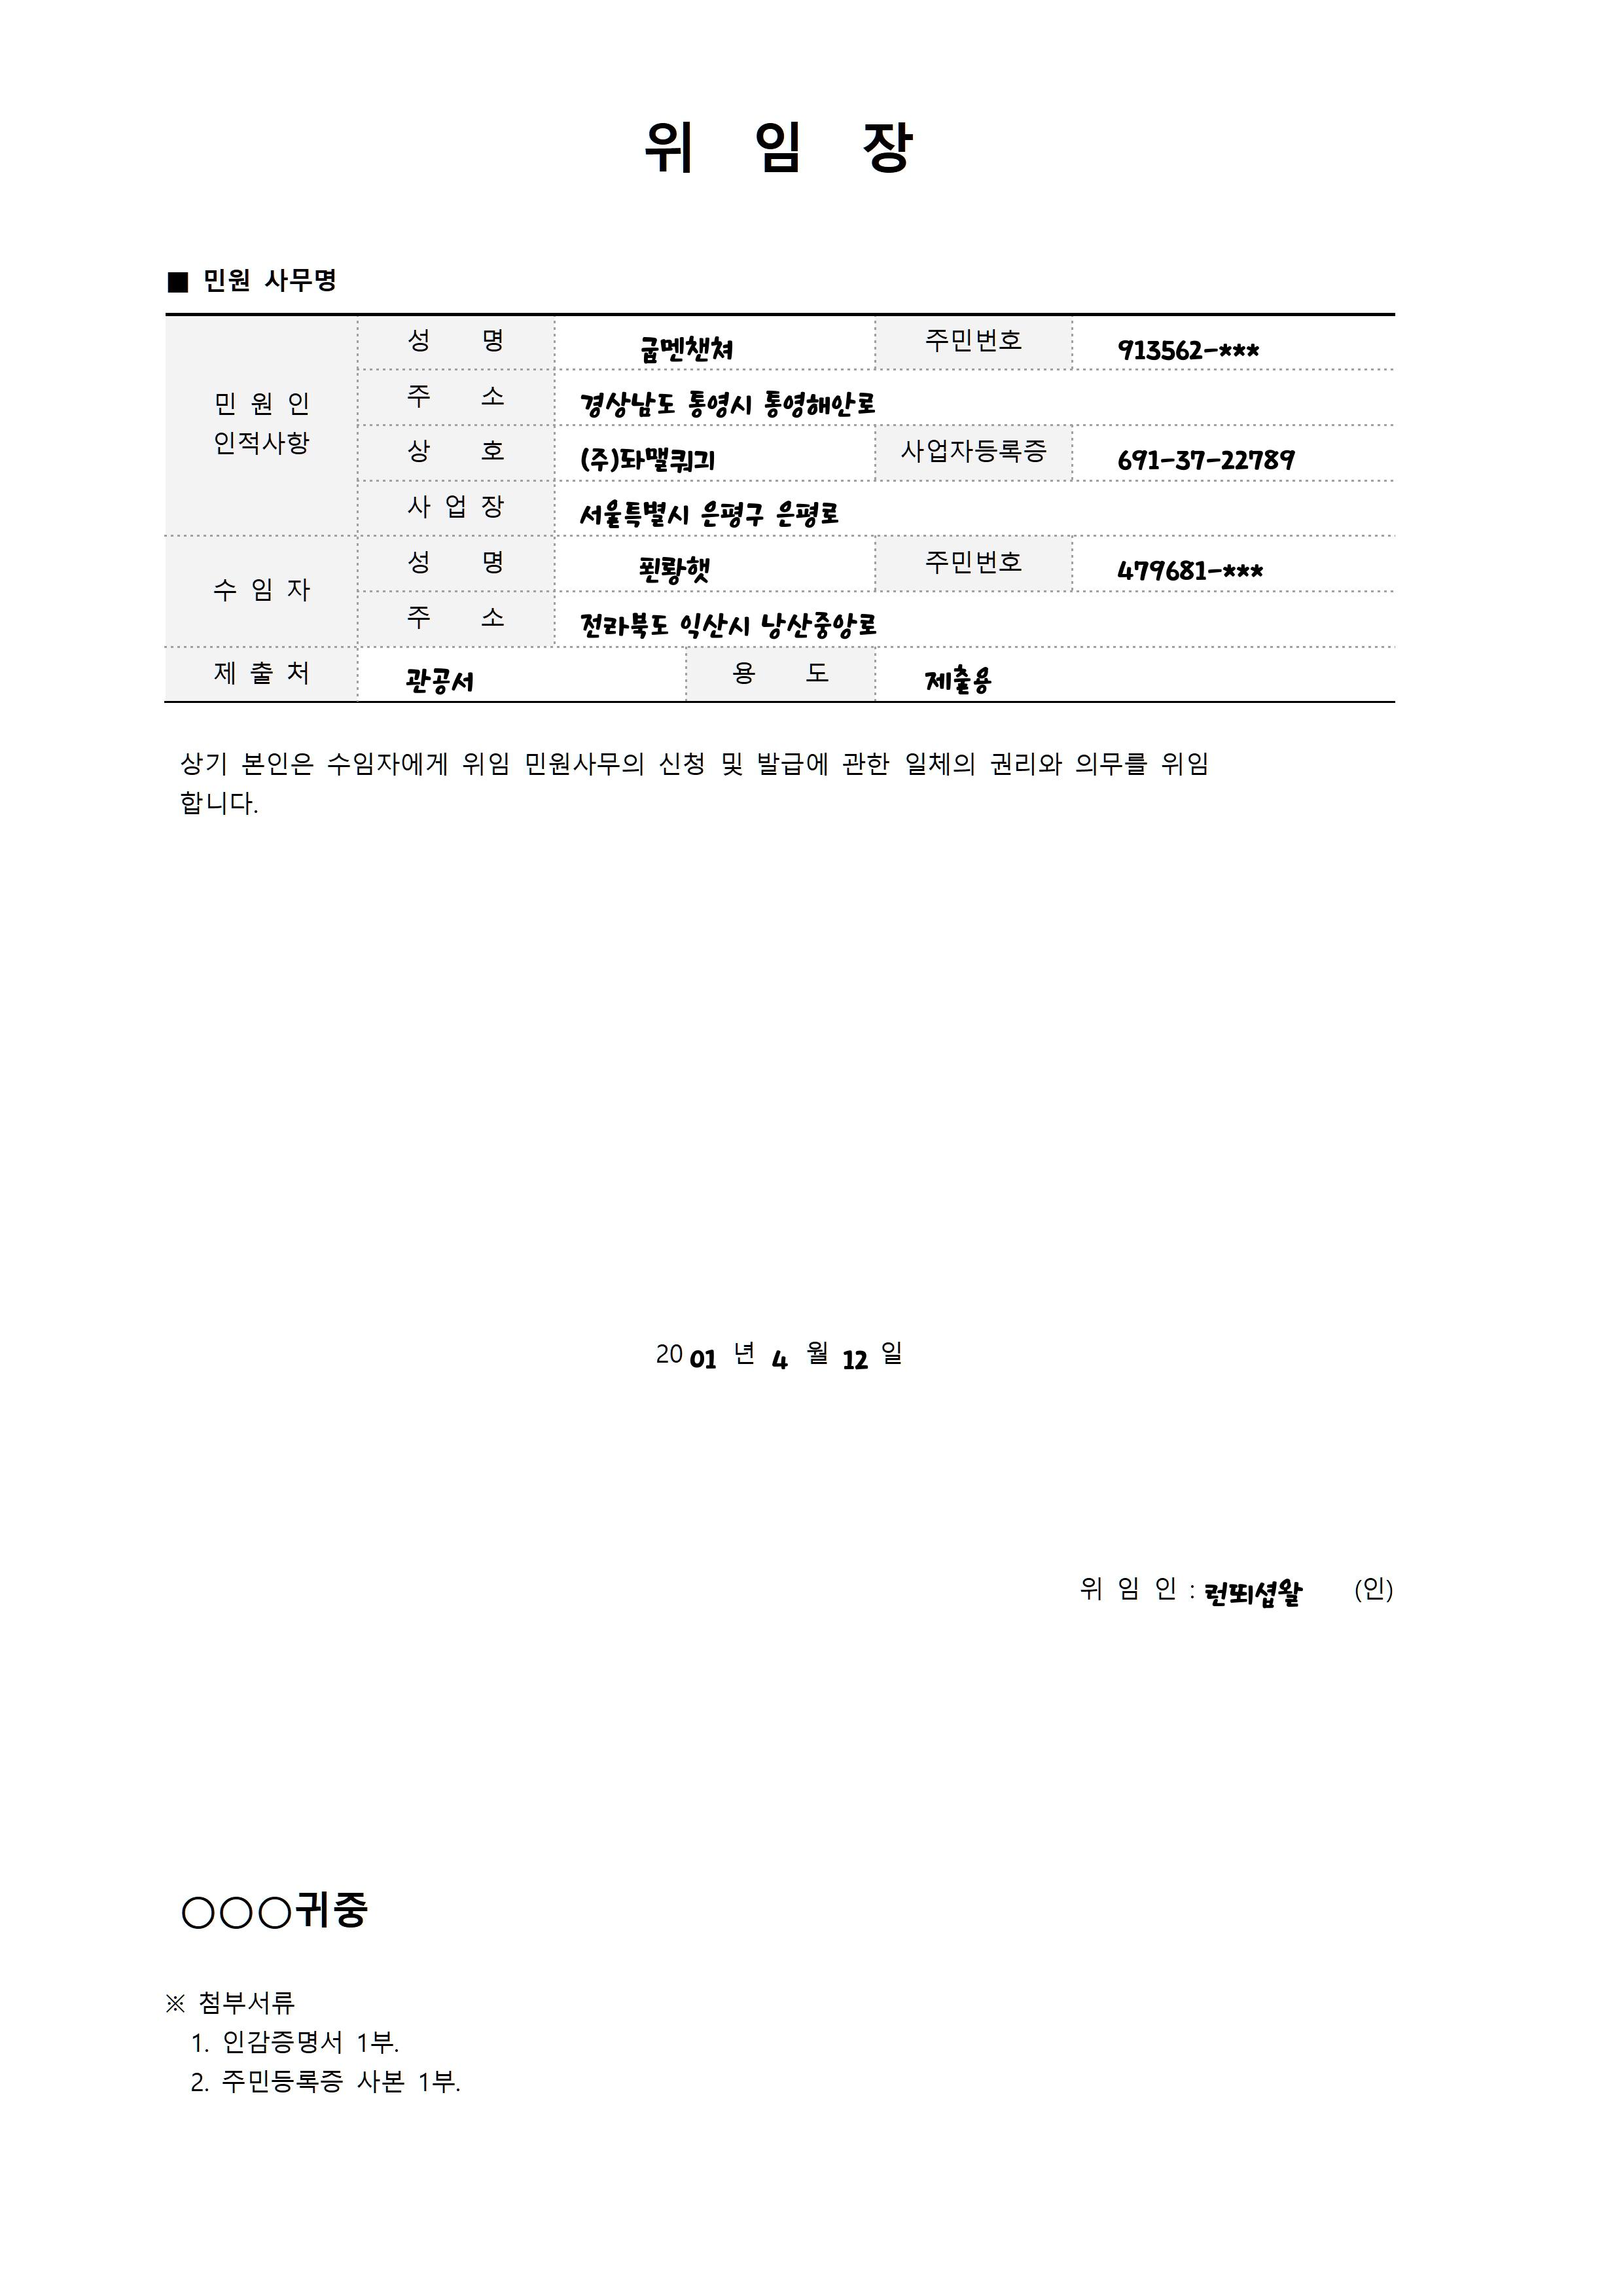 위 임 장
■ 민원 사무명
성 명 굽멘챈쳐 주민번호 913562-***
민 원 인
인적사항
주 소 경상남도 통영시 통영해안로
상 호 (주)돠맬쿼긔 사업자등록증 691-37-22789
사 업 장 서울특별시 은평구 은평로
수 임 자
성 명 푄랑햇 주민번호 479681-***
주 소 전라북도 익산시 낭산중앙로
제 출 처 관공서 용 도 제출용
상기 본인은 수임자에게 위임 민원사무의 신청 및 발급에 관한 일체의 권리와 의무를 위임
합니다.
20 01 년 4 월 12 일
위 임 인 : 런뙤셥왈 (인)
○○○귀중
※ 첨부서류
1. 인감증명서 1부.
2. 주민등록증 사본 1부.